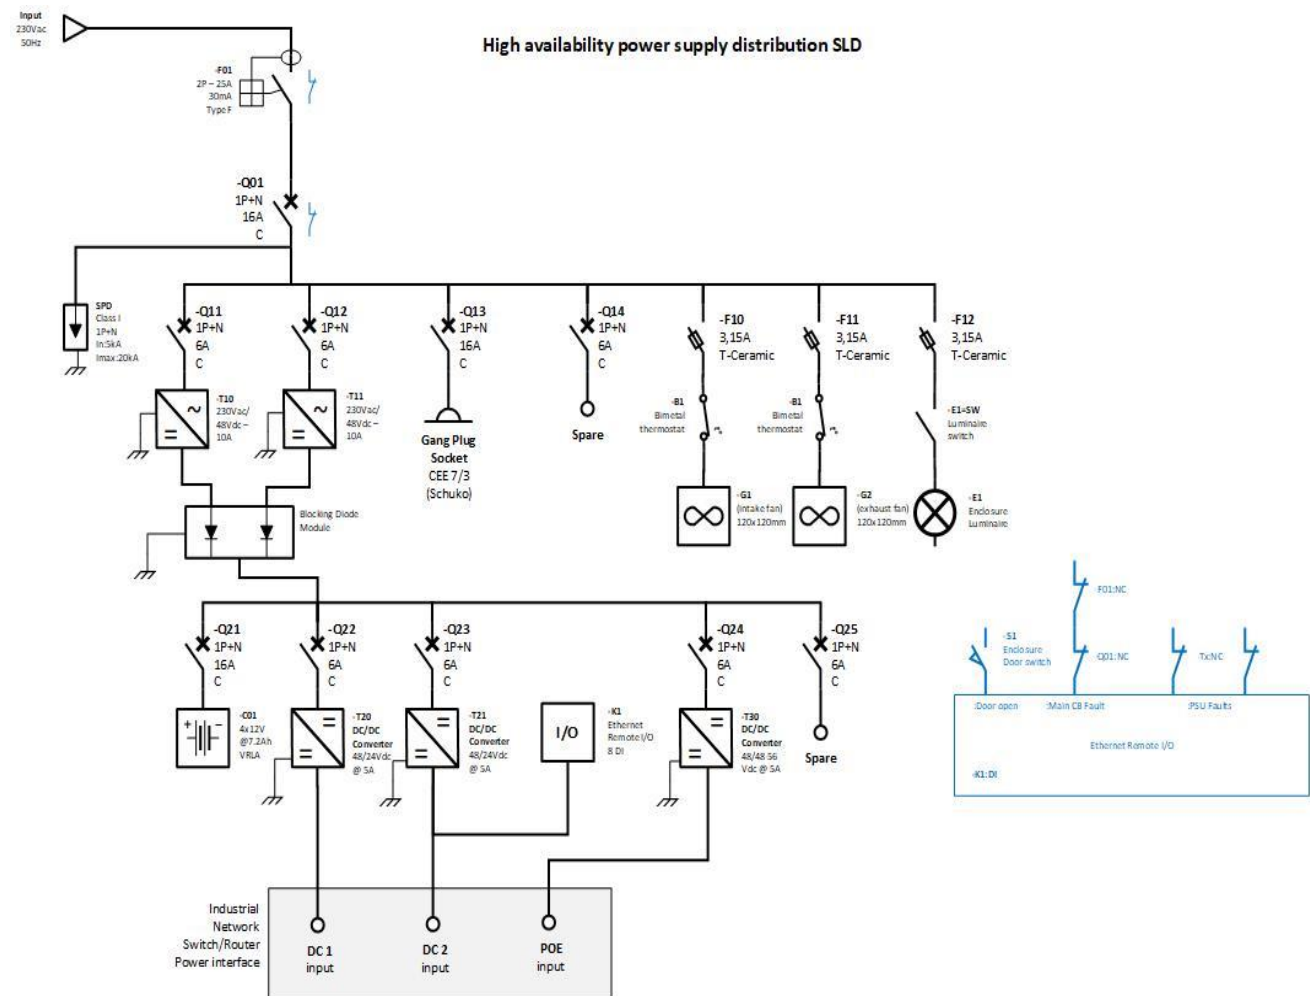 Input
230Vac
50Hz
High availability power supply distribution SLD
-F01
2P – 25A
30mA
Type F
-Q01
1P+N
16A
C
SPD
Class I
1P+N
In:5kA
Imax:20kA
-Q11
1P+N
6A
C
-Q12
1P+N
6A
C
-Q13
1P+N
16A
C
-Q14
1P+N
6A
C
-F10
3,15A
T-Ceramic
-F11
3,15A
T-Ceramic
-F12
3,15A
T-Ceramic
-T10
230Vac/
48Vdc –
10A
-T11
230Vac/
48Vdc –
10A
Gang Plug
Socket
CEE 7/3
(Schuko)
Spare
-B1
Bimetal
thermostat
-B1
Bimetal
thermostat
-E1=SW
Luminaire
switch
-G1
(intake fan)
120x120mm
-G2
(exhaust fan)
120x120mm
-E1
Enclosure
Luminaire
Blocking Diode
Module
-Q21
1P+N
16A
C
-Q22
1P+N
6A
C
-Q23
1P+N
6A
C
-Q24
1P+N
6A
C
-Q25
1P+N
6A
C
-C01
4x12V
@7.2Ah
VRLA
-T20
DC/DC
Converter
48/24Vdc
@ 5A
-T21
DC/DC
Converter
48/24Vdc
@ 5A
I/O
-K1
Ethernet
Remote I/O
8 DI
-T30
DC/DC
Converter
48/48-56
Vdc @ 5A
Spare
-F01:NC
-S1
Enclosure
Door switch
-Q01:NC
Tx:NC
:Door open
:Main CB Fault
:PSU Faults
Ethernet Remote I/O
-K1:DI
Industrial
Network
Switch/Router
Power interface
DC 1
input
DC 2
input
POE
input